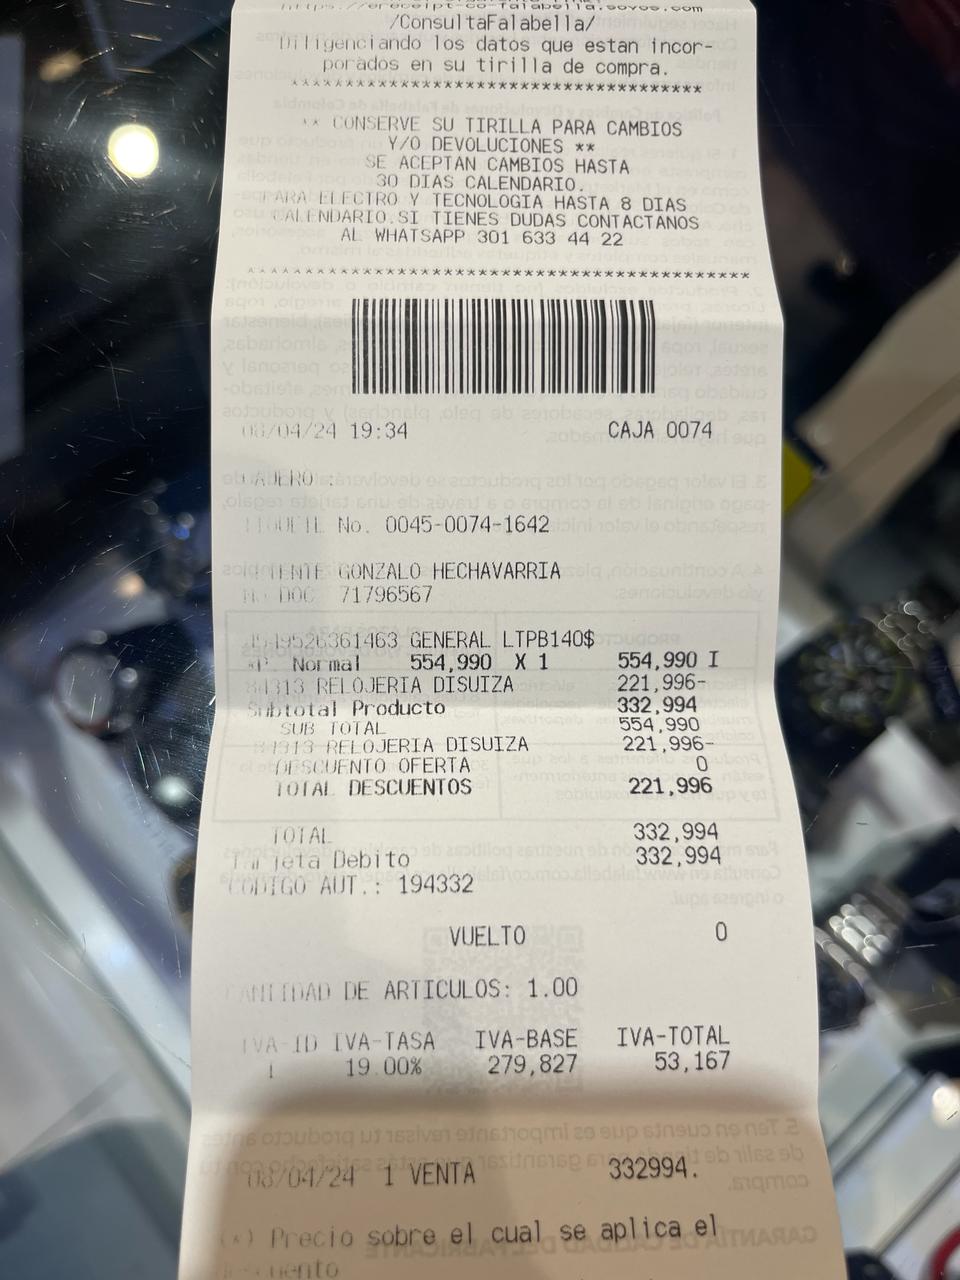 https://ereceipt-co-falabella.sovos.com
/ConsultaFalabella/
Diligenciando los datos que estan incor-
porados en su tirilla de compra.
****************************************
** CONSERVE SU TIRILLA PARA CAMBIOS
Y/O DEVOLUCIONES **
SE ACEPTAN CAMBIOS HASTA
30 DIAS CALENDARIO.
PARA ELECTRO Y TECNOLOGIA HASTA 8 DIAS
CALENDARIO.SI TIENES DUDAS CONTACTANOS
AL WHATSAPP 301 633 44 22
****************************************
08/04/24 19:34 CAJA 0074
No. 0045-0074-1642
GONZALO HECHAVARRIA
DOC 71796567
GENERAL LTPB140$
Normal 554,990 X 1 554,990 I
84313 RELOJERIA DISUIZA 221,996-
Subtotal Producto 332,994
SUB TOTAL 554,990
84313 RELOJERIA DISUIZA 221,996-
DESCUENTO OFERTA 0
TOTAL DESCUENTOS 221,996
TOTAL 332,994
Tarjeta Debito 332,994
CODIGO AUT.: 194332
VUELTO 0
CANTIDAD DE ARTICULOS: 1.00
IVA-ID IVA-TASA IVA-BASE IVA-TOTAL
I 19.00% 279,827 53,167
08/04/24 1 VENTA 332994.
(*) Precio sobre el cual se aplica el